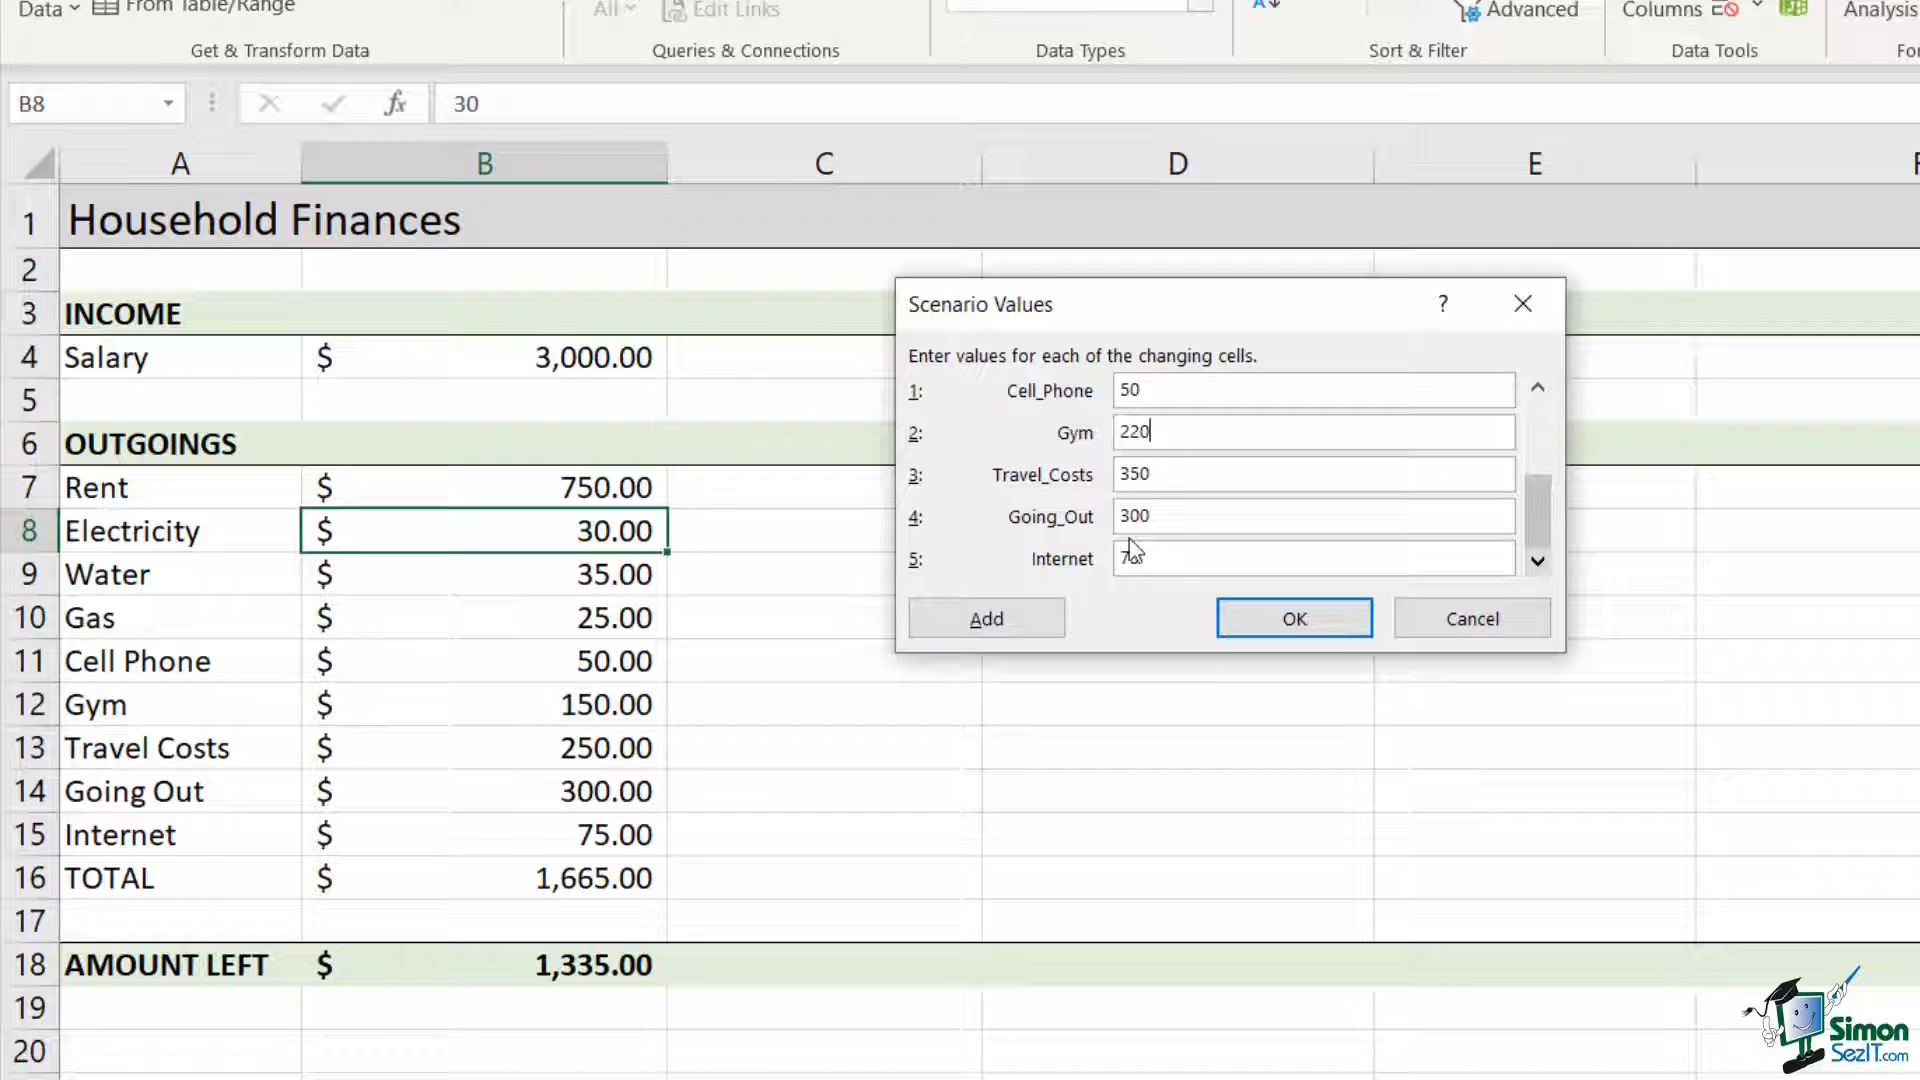 Data From Table/Range All Edit Links Advanced Columns Analysis
Get & Transform Data Queries & Connections Data Types Sort & Filter Data Tools
B8 fx 30
A B C D E
1 Household Finances
2
3 INCOME
4 Salary $ 3,000.00
5
6 OUTGOINGS
7 Rent $ 750.00
8 Electricity $ 30.00
9 Water $ 35.00
10 Gas $ 25.00
11 Cell Phone $ 50.00
12 Gym $ 150.00
13 Travel Costs $ 250.00
14 Going Out $ 300.00
15 Internet $ 75.00
16 TOTAL $ 1,665.00
17
18 AMOUNT LEFT $ 1,335.00
19
20
Scenario Values ?
Enter values for each of the changing cells.
1: Cell_Phone 50
2: Gym 220
3: Travel_Costs 350
4: Going_Out 300
5: Internet
Add OK Cancel
Simon
SezIT.com